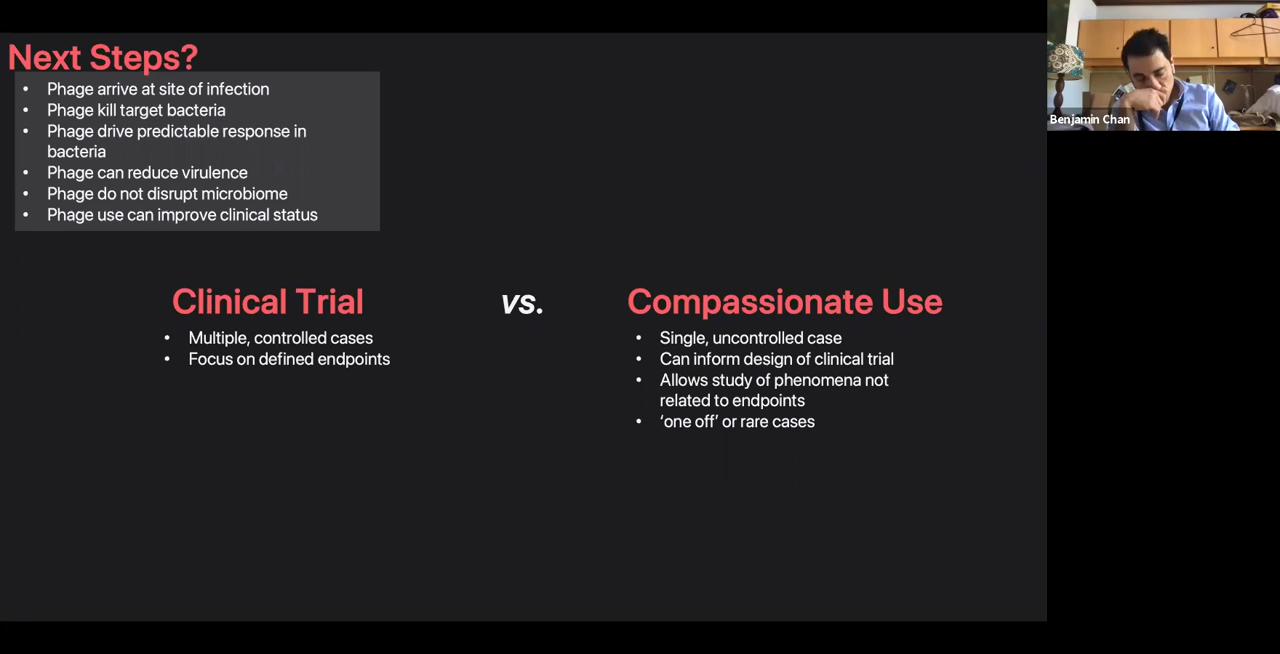 Next Steps?
• Phage arrive at site of infection
• Phage kill target bacteria
• Phage drive predictable response in
bacteria
• Phage can reduce virulence
• Phage do not disrupt microbiome
• Phage use can improve clinical status
Clinical Trial
• Multiple, controlled cases
• Focus on defined endpoints
vs.
Compassionate Use
• Single, uncontrolled case
• Can inform design of clinical trial
• Allows study of phenomena not
related to endpoints
• ‘one off’ or rare cases
Benjamin Chan